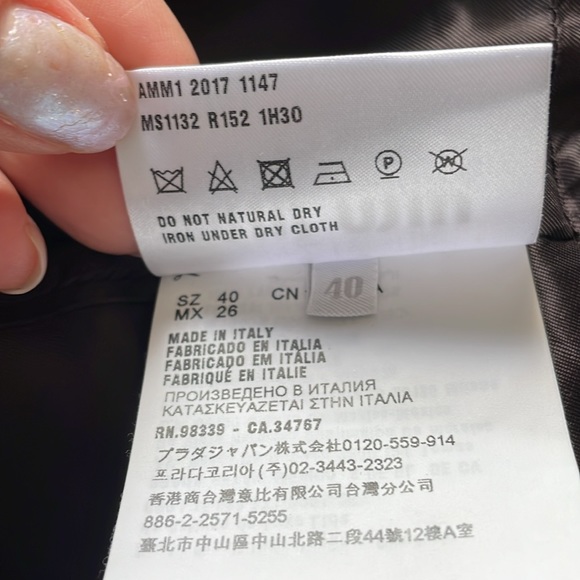 AMM1 2017 1147
MS1132 R152 1H30
P W
DO NOT NATURAL DRY
IRON UNDER DRY CLOTH
SZ 40 CN
MX 26
40
MADE IN ITALY
FABRICADO EN ITALIA
FABRICADO EM ITÁLIA
FABRIQUÉ EN ITALIE
ПРОИЗВЕДЕНО В ИТАЛИЯ
ΚΑΤΑΣΚΕΥΑΖΕΤΑΙ ΣΤΗΝ ΙΤΑΛΙΑ
RN.98339 - CA.34767
プラダジャパン株式会社0120-559-914
프라다코리아(주)02-3443-2323
香港商台灣意比有限公司台灣分公司
886-2-2571-5255
臺北市中山區中山北路二段44號12樓A室